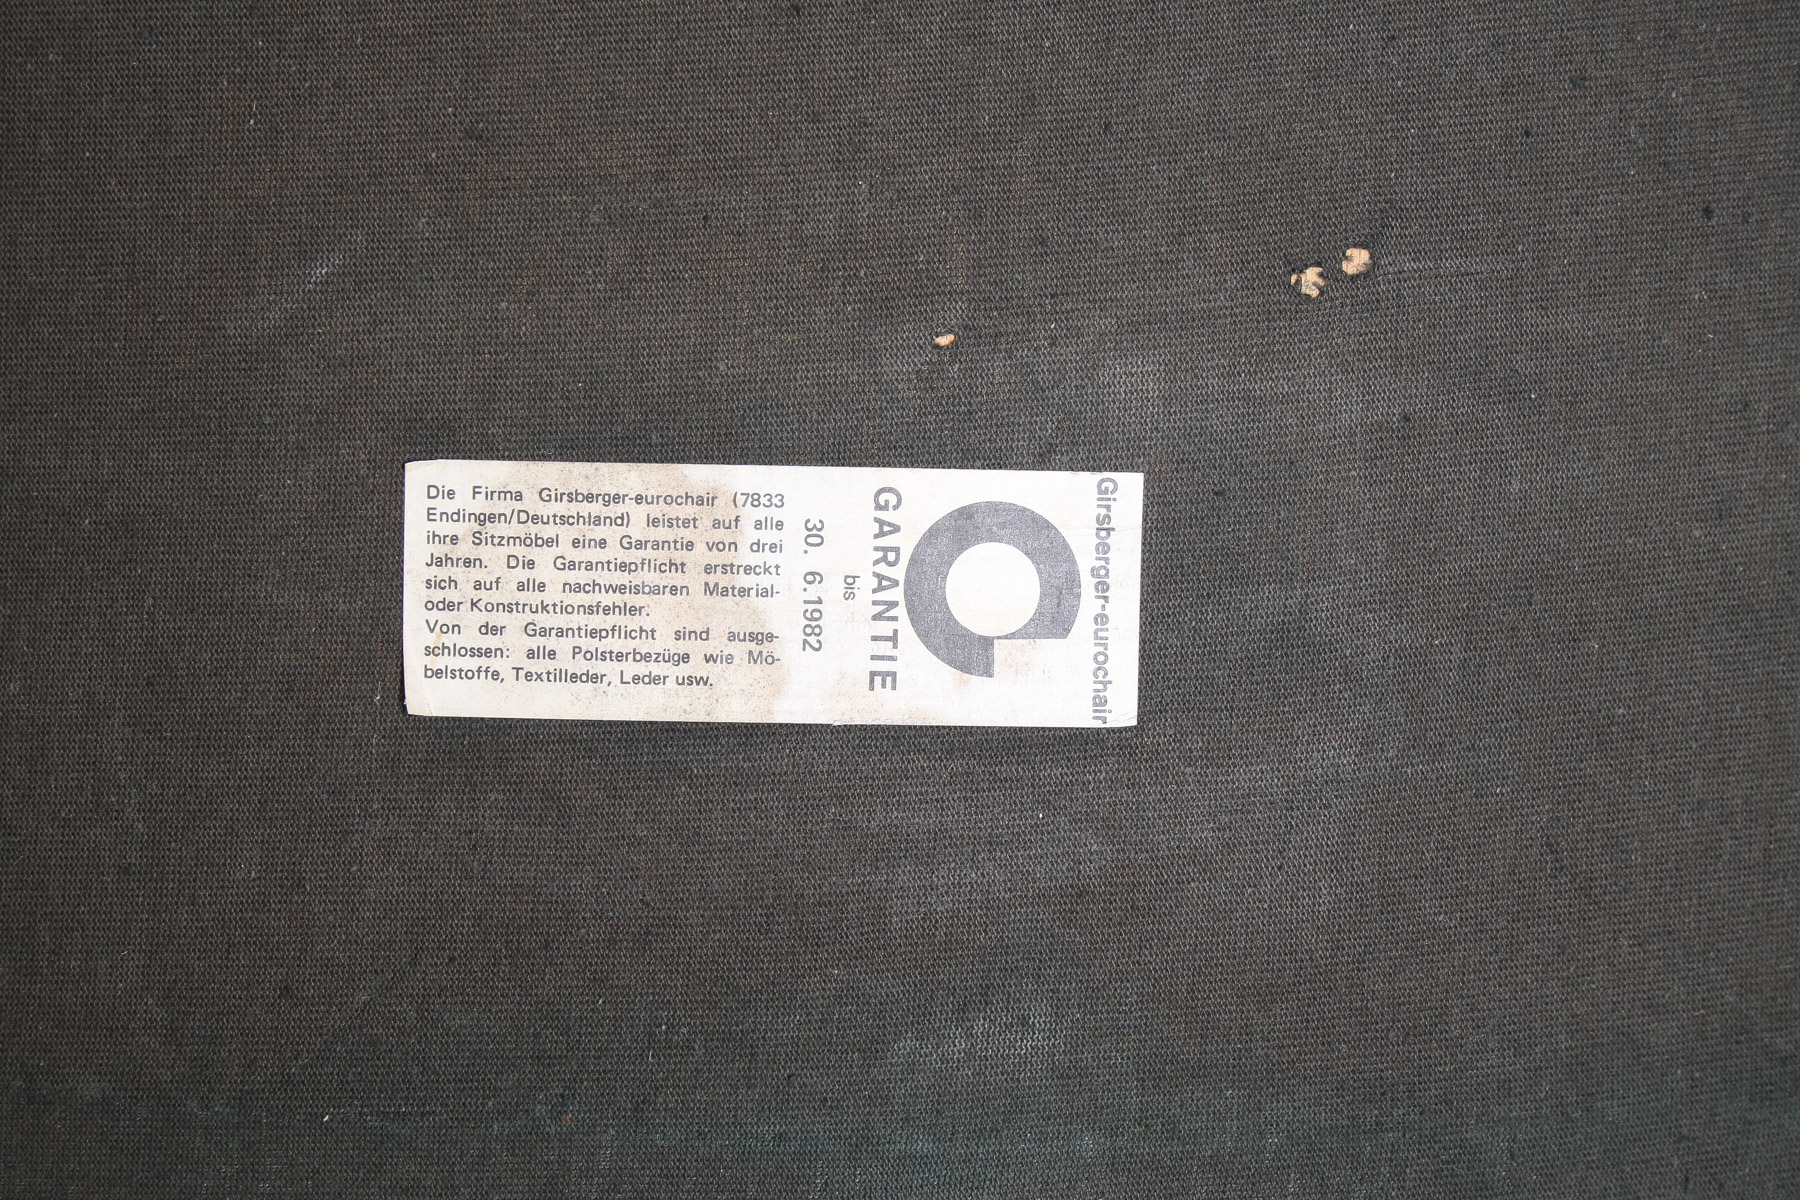 Girsberger-eurochair
GARANTIE
bis
30. 6.1982
Die Firma Girsberger-eurochair (7833
Endingen/Deutschland) leistet auf alle
ihre Sitzmöbel eine Garantie von drei
Jahren. Die Garantiepflicht erstreckt
sich auf alle nachweisbaren Material-
oder Konstruktionsfehler.
Von der Garantiepflicht sind ausge-
schlossen: alle Polsterbezüge wie Mö-
belstoffe, Textilleder, Leder usw.